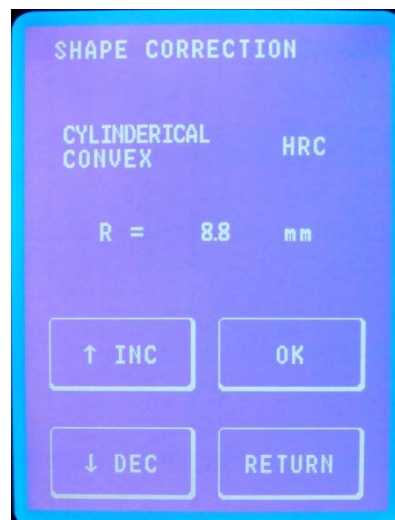 SHAPE CORRECTION
CYLINDERICAL
CONVEX HRC
R = 8.8 mm
↑ INC OK
↓ DEC RETURN